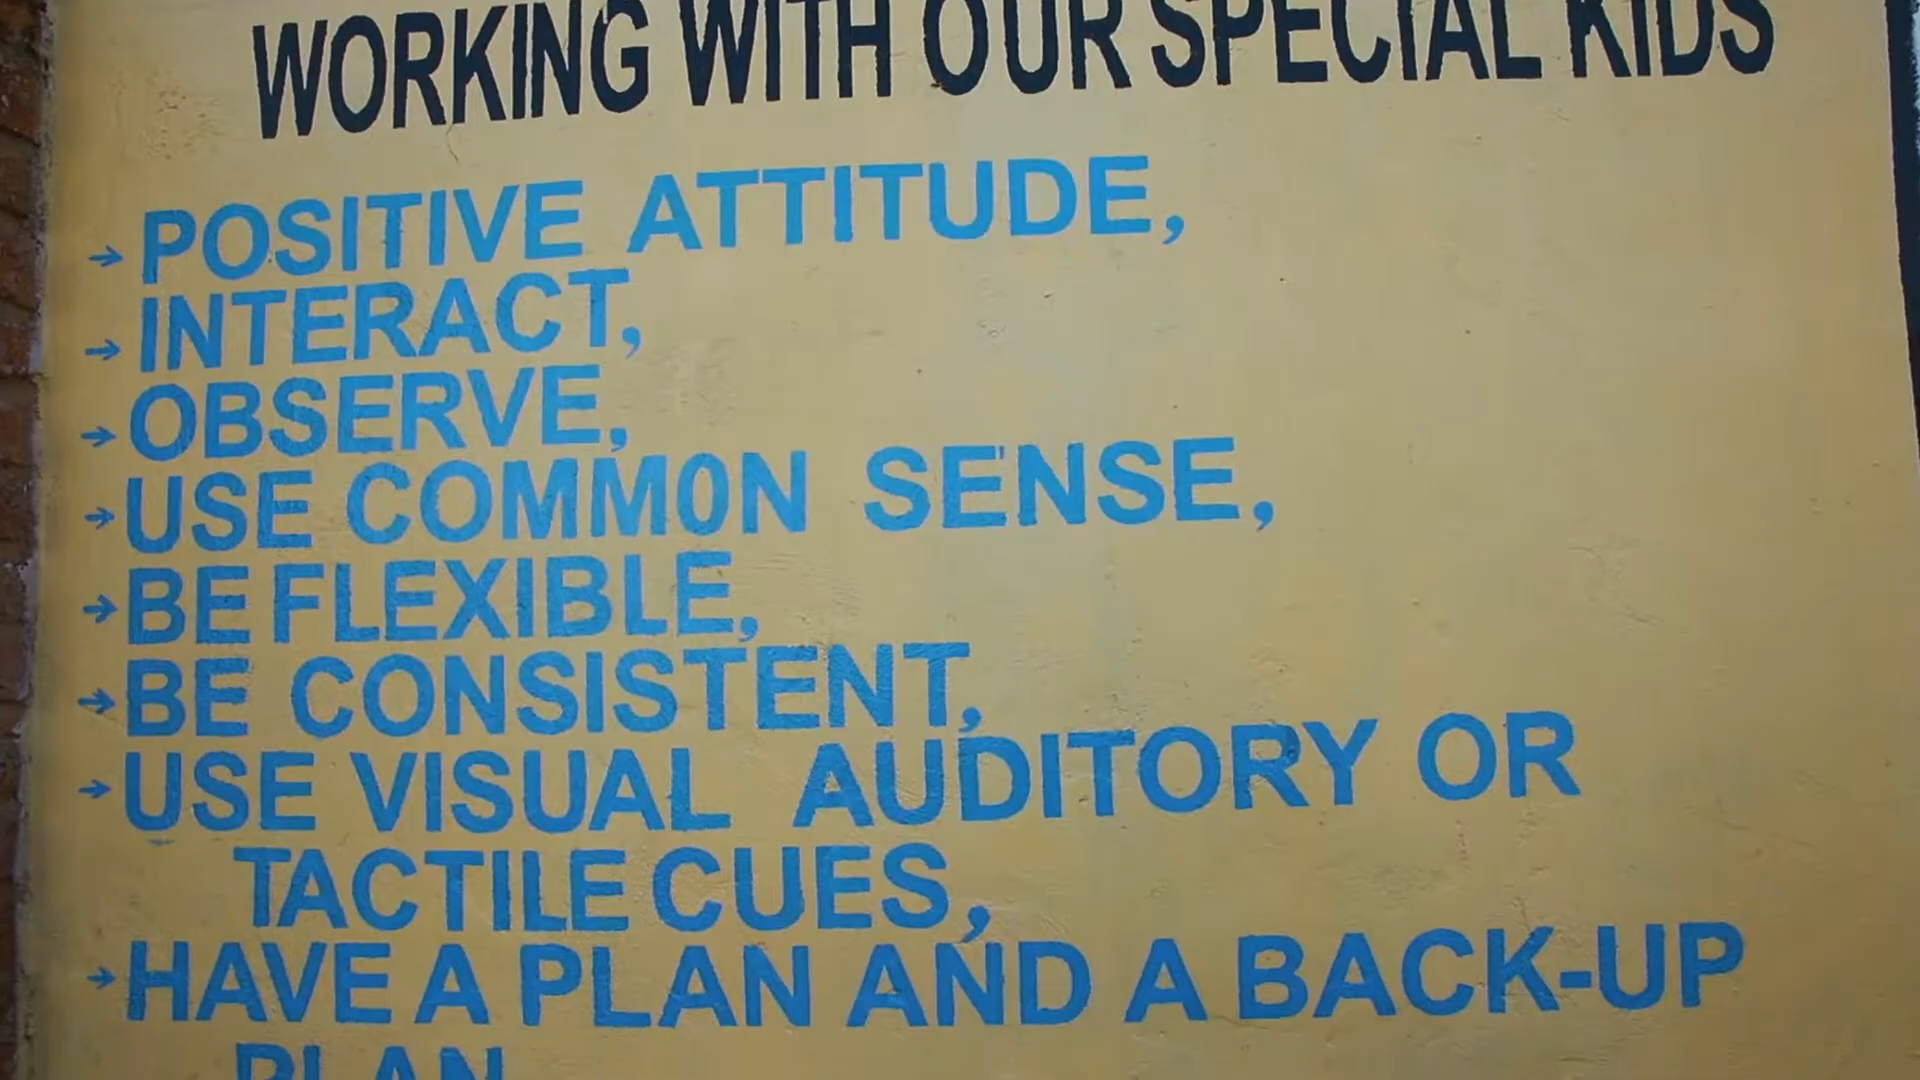 WORKING WITH OUR SPECIAL KIDS
→ POSITIVE ATTITUDE,
→ INTERACT,
→ OBSERVE,
→ USE COMMON SENSE,
→ BE FLEXIBLE,
→ BE CONSISTENT,
→ USE VISUAL AUDITORY OR
TACTILE CUES,
→ HAVE A PLAN AND A BACK-UP
PLAN